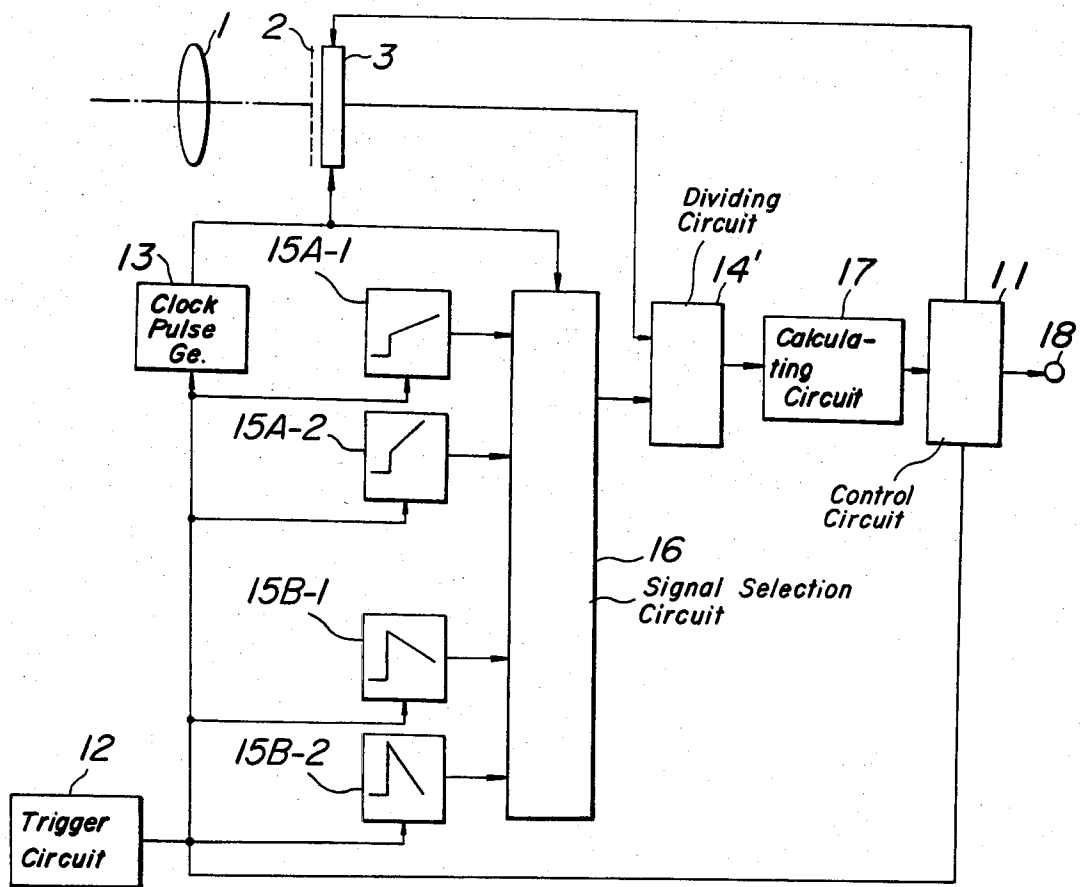 1
2
3
Dividing
Circuit
14'
13
15A-1
Clock
Pulse
Ge.
17
11
18
Calcula-
ting
Circuit
15A-2
Control
Circuit
16
Signal Selection
Circuit
15B-1
15B-2
12
Trigger
Circuit